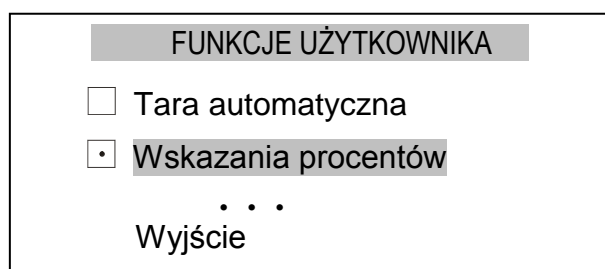 FUNKCJE UŻYTKOWNIKA
Tara automatyczna
Wskazania procentów
. . .
Wyjście